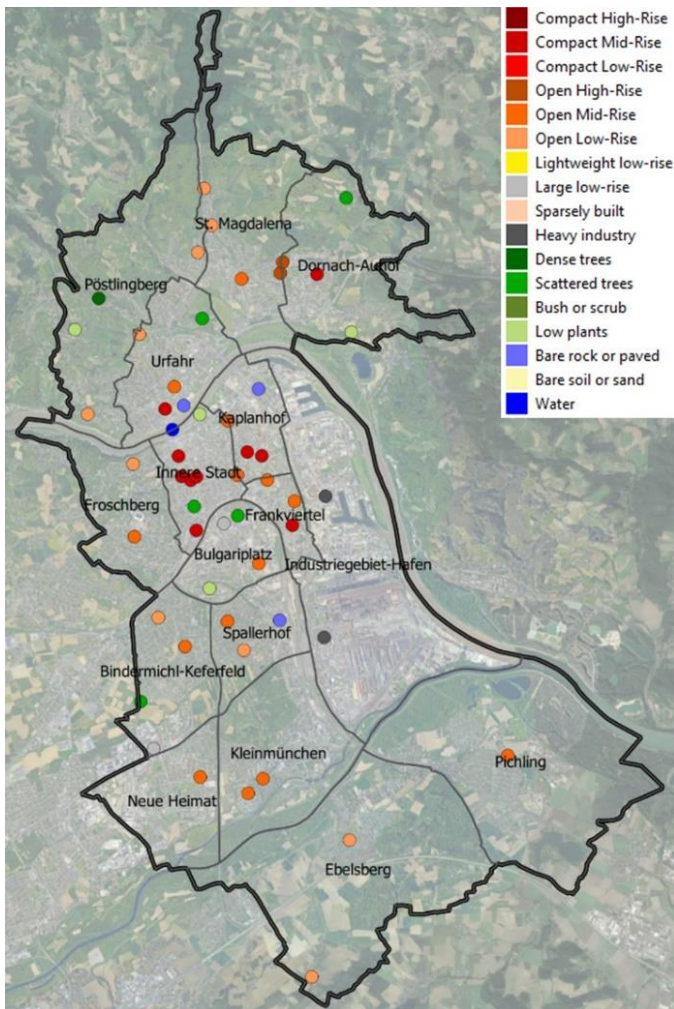 Compact High-Rise
Compact Mid-Rise
Compact Low-Rise
Open High-Rise
Open Mid-Rise
Open Low-Rise
Lightweight low-rise
Large low-rise
Sparsely built
Heavy industry
Dense trees
Scattered trees
Bush or scrub
Low plants
Bare rock or paved
Bare soil or sand
Water
St. Magdalena
Dornach-Auhof
Pöstlingberg
Urfahr
Kaplanhof
Innere Stadt
Froschberg
Frankviertel
Bulgariplatz
Industriegebiet-Hafen
Spallerhof
Bindermichl-Keferfeld
Kleinmünchen
Pichling
Neue Heimat
Ebelsberg